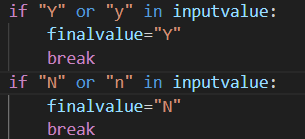 if "Y" or "y" in inputvalue:
    finalvalue="Y"
    break
if "N" or "n" in inputvalue:
    finalvalue="N"
    break